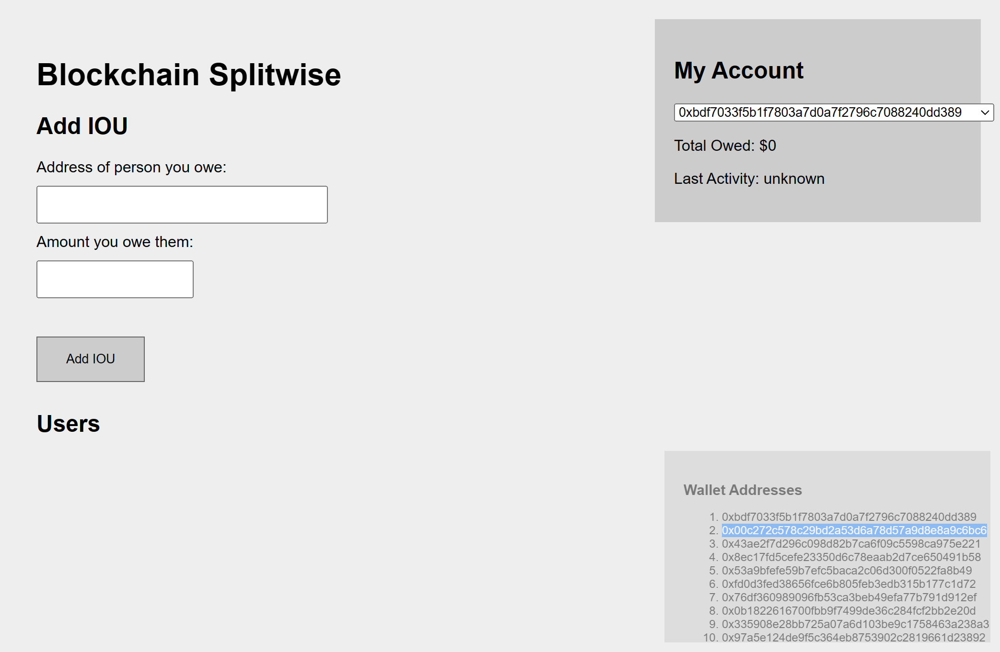 Blockchain Splitwise
Add IOU
Address of person you owe:
Amount you owe them:
Add IOU
Users
My Account
0xbdf7033f5b1f7803a7d0a7f2796c7088240dd389
Total Owed: $0
Last Activity: unknown
Wallet Addresses
1. 0xbdf7033f5b1f7803a7d0a7f2796c7088240dd389
2. 0x00c272c578c29bd2a53d6a78d57a9d8e8a9c6bc6
3. 0x43ae2f7d296c098d82b7ca6f09c5598ca975e221
4. 0x8ec17fd5cefe23350d6c78eaab2d7ce650491b58
5. 0x53a9bfefe59b7efc5baca2c06d300f0522fa8b49
6. 0xfd0d3fed38656fce6b805feb3edb315b177c1d72
7. 0x76df360989096fb53ca3beb49efa77b791d912ef
8. 0x0b1822616700fbb9f7499de36c284fcf2bb2e20d
9. 0x335908e28bb725a07a6d103be9c1758463a238a3
10. 0x97a5e124de9f5c364eb8753902c2819661d23892